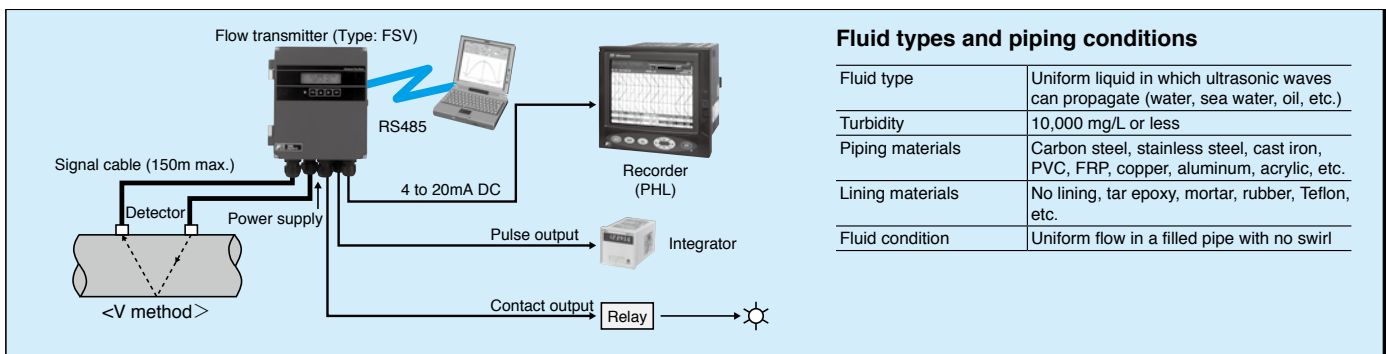 Flow transmitter (Type: FSV)
RS485
Signal cable (150m max.)
Detector
Power supply
4 to 20mA DC
Recorder
(PHL)
Pulse output
Integrator
Contact output
Relay
<V method>
Fluid types and piping conditions
Fluid type
Uniform liquid in which ultrasonic waves
can propagate (water, sea water, oil, etc.)
Turbidity
10,000 mg/L or less
Piping materials
Carbon steel, stainless steel, cast iron,
PVC, FRP, copper, aluminum, acrylic, etc.
Lining materials
No lining, tar epoxy, mortar, rubber, Teflon,
etc.
Fluid condition
Uniform flow in a filled pipe with no swirl